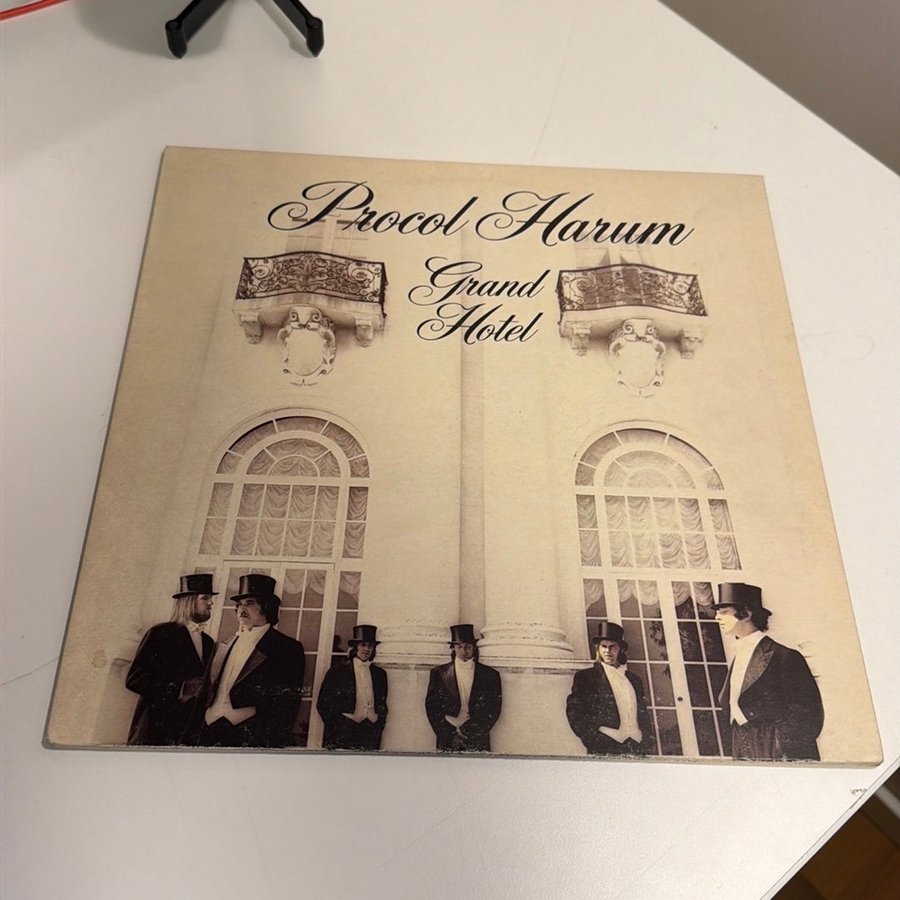 Procol Harum
Grand
Hotel